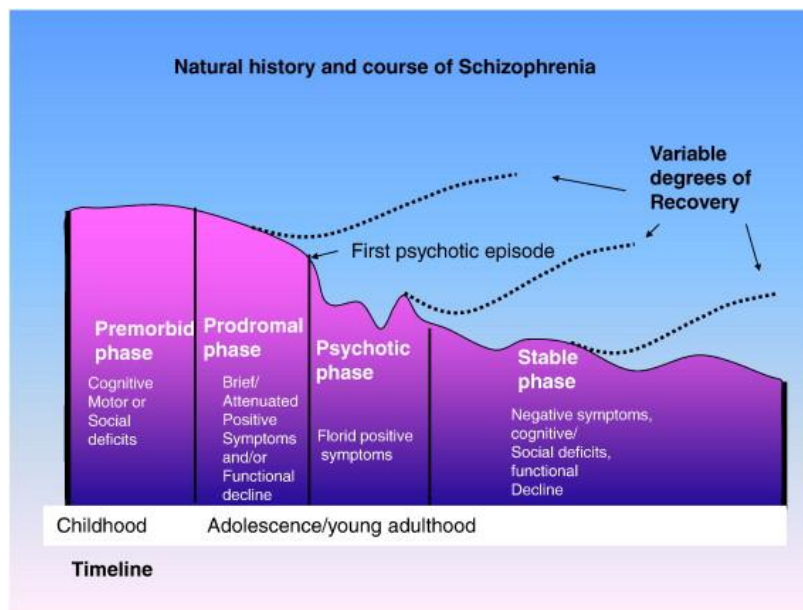 Natural history and course of Schizophrenia
Variable
degrees of
Recovery
First psychotic episode
Premorbid
phase
Cognitive
Motor or
Social
deficits
Prodromal
phase
Brief/
Attenuated
Positive
Symptoms
and/or
Functional
decline
Psychotic
phase
Florid positive
symptoms
Stable
phase
Negative symptoms,
cognitive/
Social deficits,
functional
Decline
Childhood
Adolescence/young adulthood
Timeline